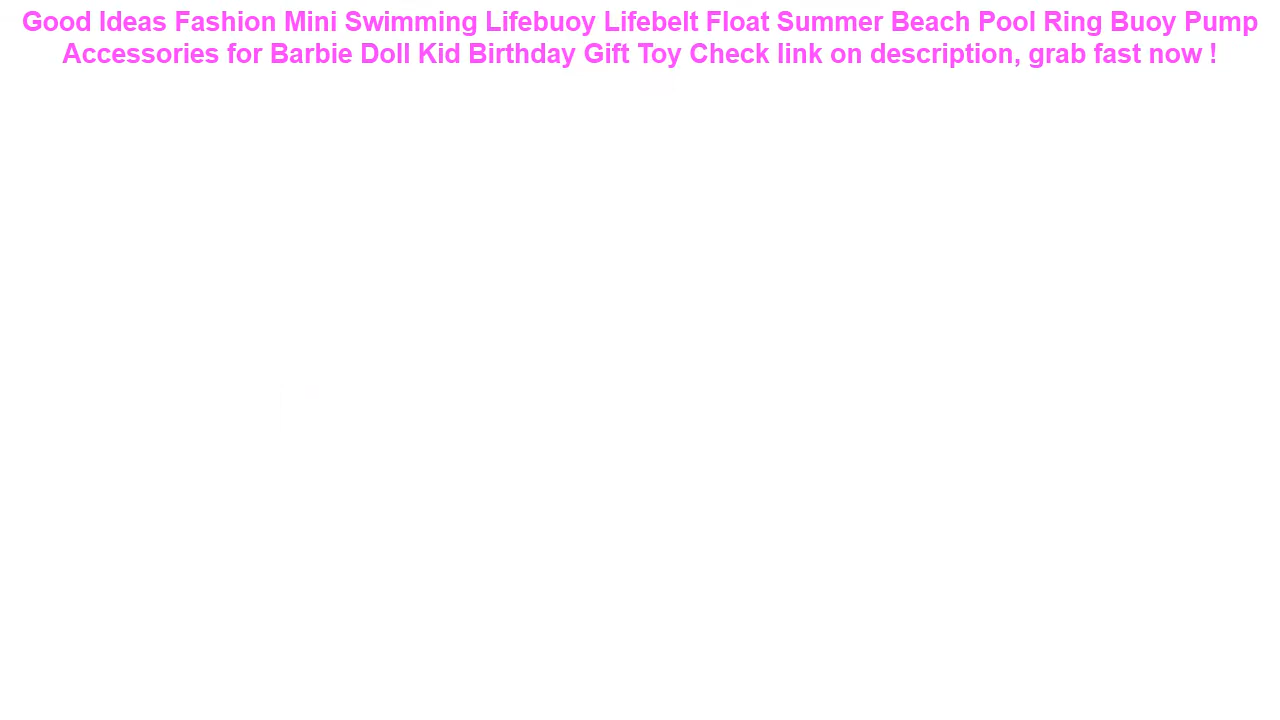 Good Ideas Fashion Mini Swimming Lifebuoy Lifebelt Float Summer Beach Pool Ring Buoy Pump
Accessories for Barbie Doll Kid Birthday Gift Toy Check link on description, grab fast now !